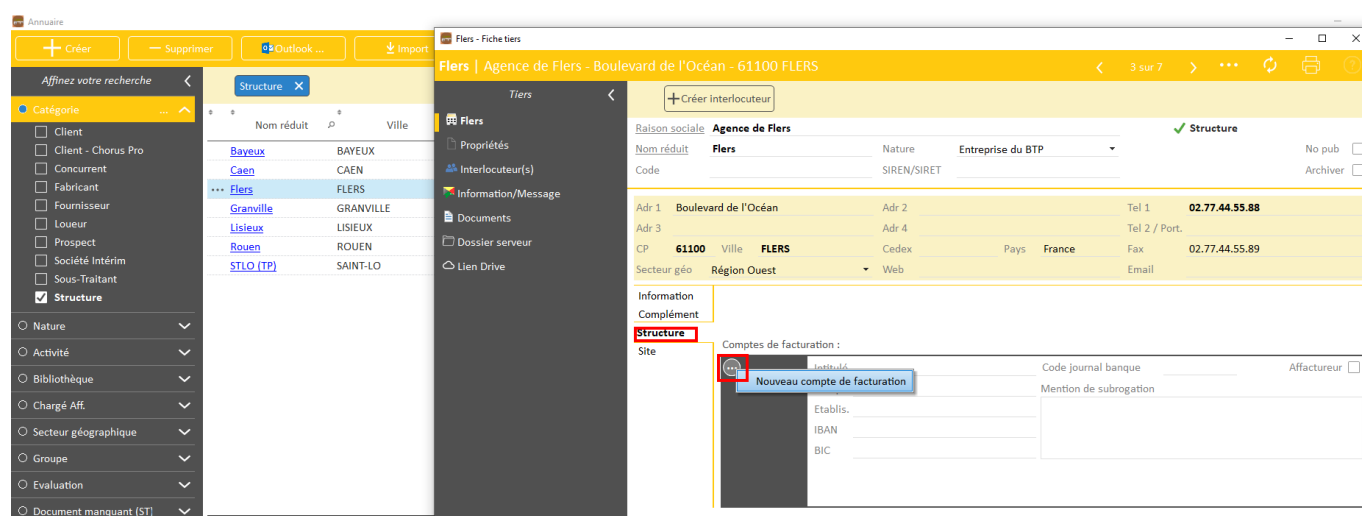 Annuaire
Créer
Supprimer
Outlook ...
Import
Affinez votre recherche
Catégorie ...
Client
Client - Chorus Pro
Concurrent
Fabricant
Fournisseur
Loueur
Prospect
Société Intérim
Sous-Traitant
Structure
Nature
Activité
Bibliothèque
Chargé Aff.
Secteur géographique
Groupe
Evaluation
Document manquant (ST)
Structure X
Nom réduit Ville
Bayeux BAYEUX
Caen CAEN
... Flers FLERS
Granville GRANVILLE
Lisieux LISIEUX
Rouen ROUEN
STLO (TP) SAINT-LO
Flers - Fiche tiers
Flers | Agence de Flers - Boulevard de l'Océan - 61100 FLERS
3 sur 7 ...
Tiers
Flers
Propriétés
Interlocuteur(s)
Information/Message
Documents
Dossier serveur
Lien Drive
Créer interlocuteur
Raison sociale Agence de Flers Structure
Nom réduit Flers Nature Entreprise du BTP No pub
Code SIREN/SIRET Archiver
Adr 1 Boulevard de l'Océan Adr 2 Tel 1 02.77.44.55.88
Adr 3 Adr 4 Tel 2 / Port.
CP 61100 Ville FLERS Cedex Pays France Fax 02.77.44.55.89
Secteur géo Région Ouest Web Email
Information
Complément
Structure
Site
Comptes de facturation :
Intitulé Code journal banque Affactureur
Nouveau compte de facturation
Mention de subrogation
Etablis.
IBAN
BIC